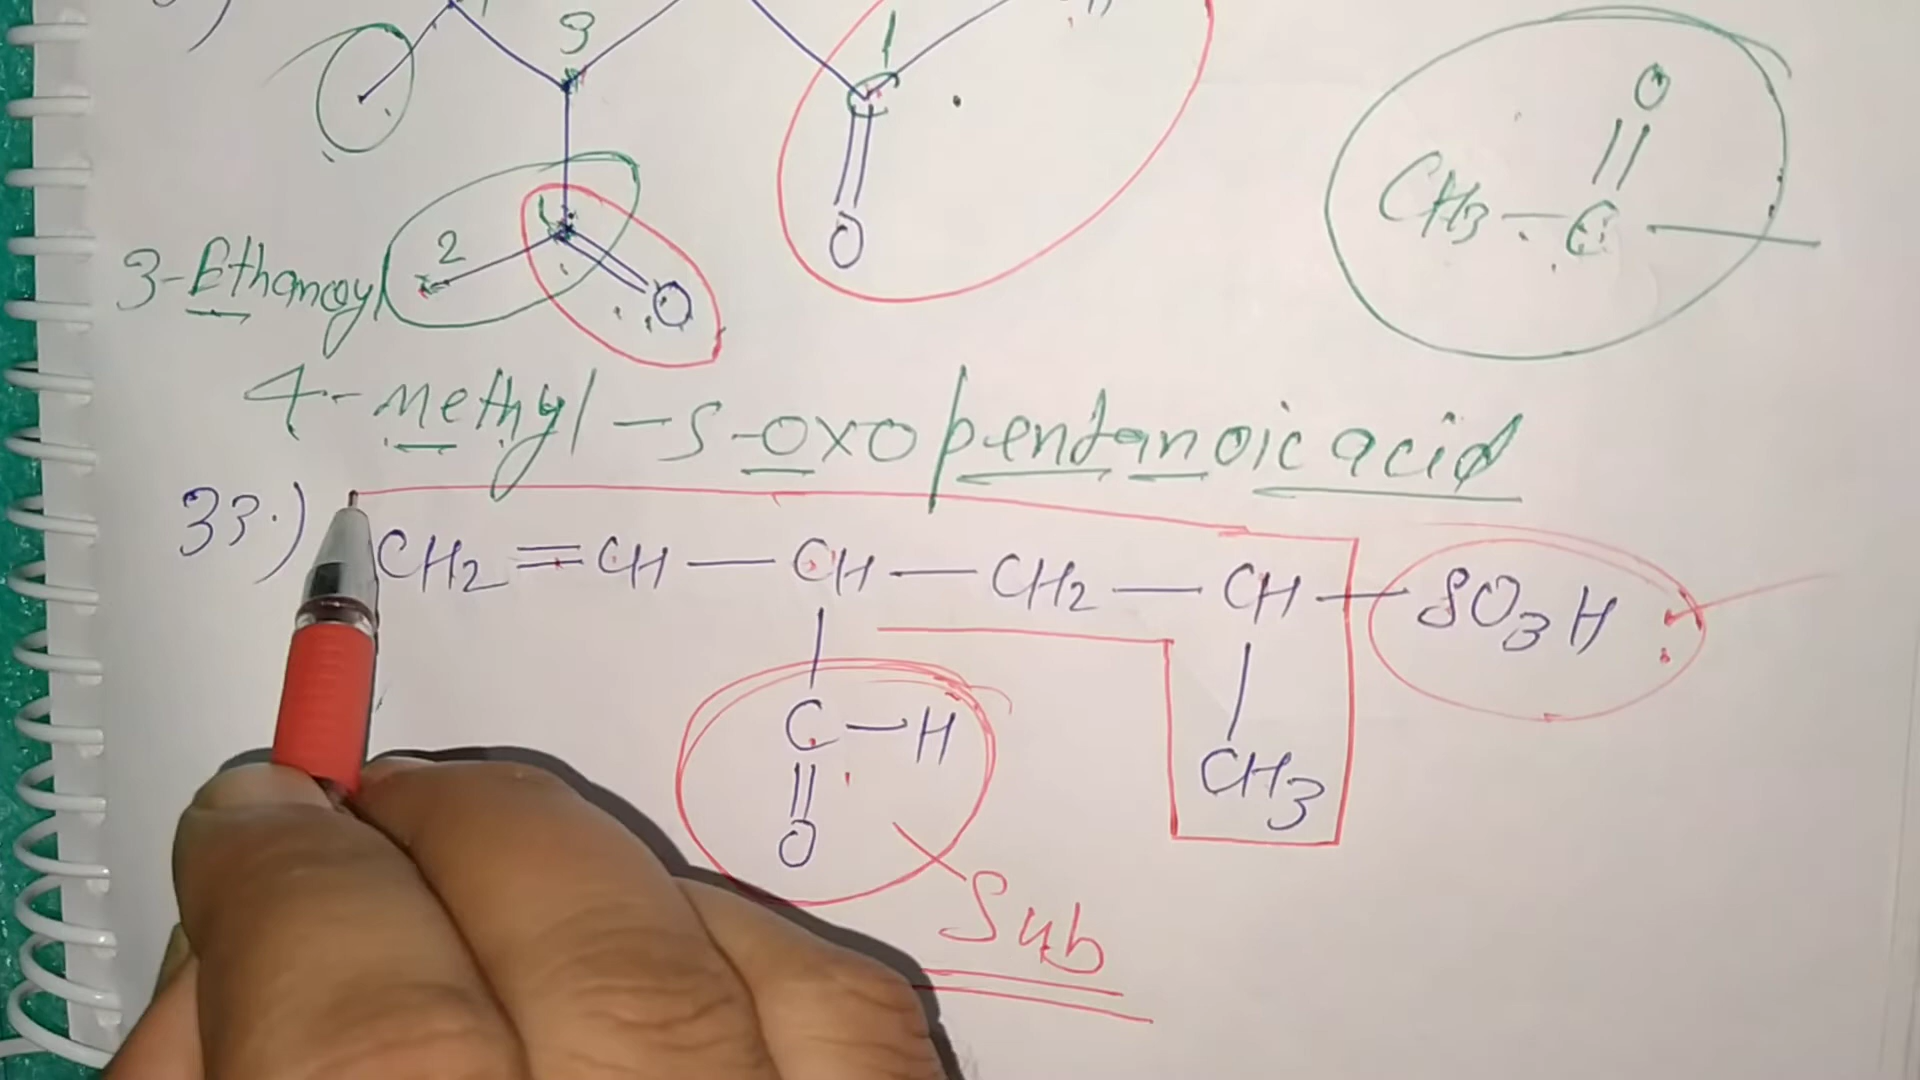 3
1
O
CH3-C-
O
1
2
O
3-Ethanoyl
4-methyl-5-oxopentanoic acid
33.) CH2=CH-CH-CH2-CH-SO3H
C-H
CH3
O
Sub